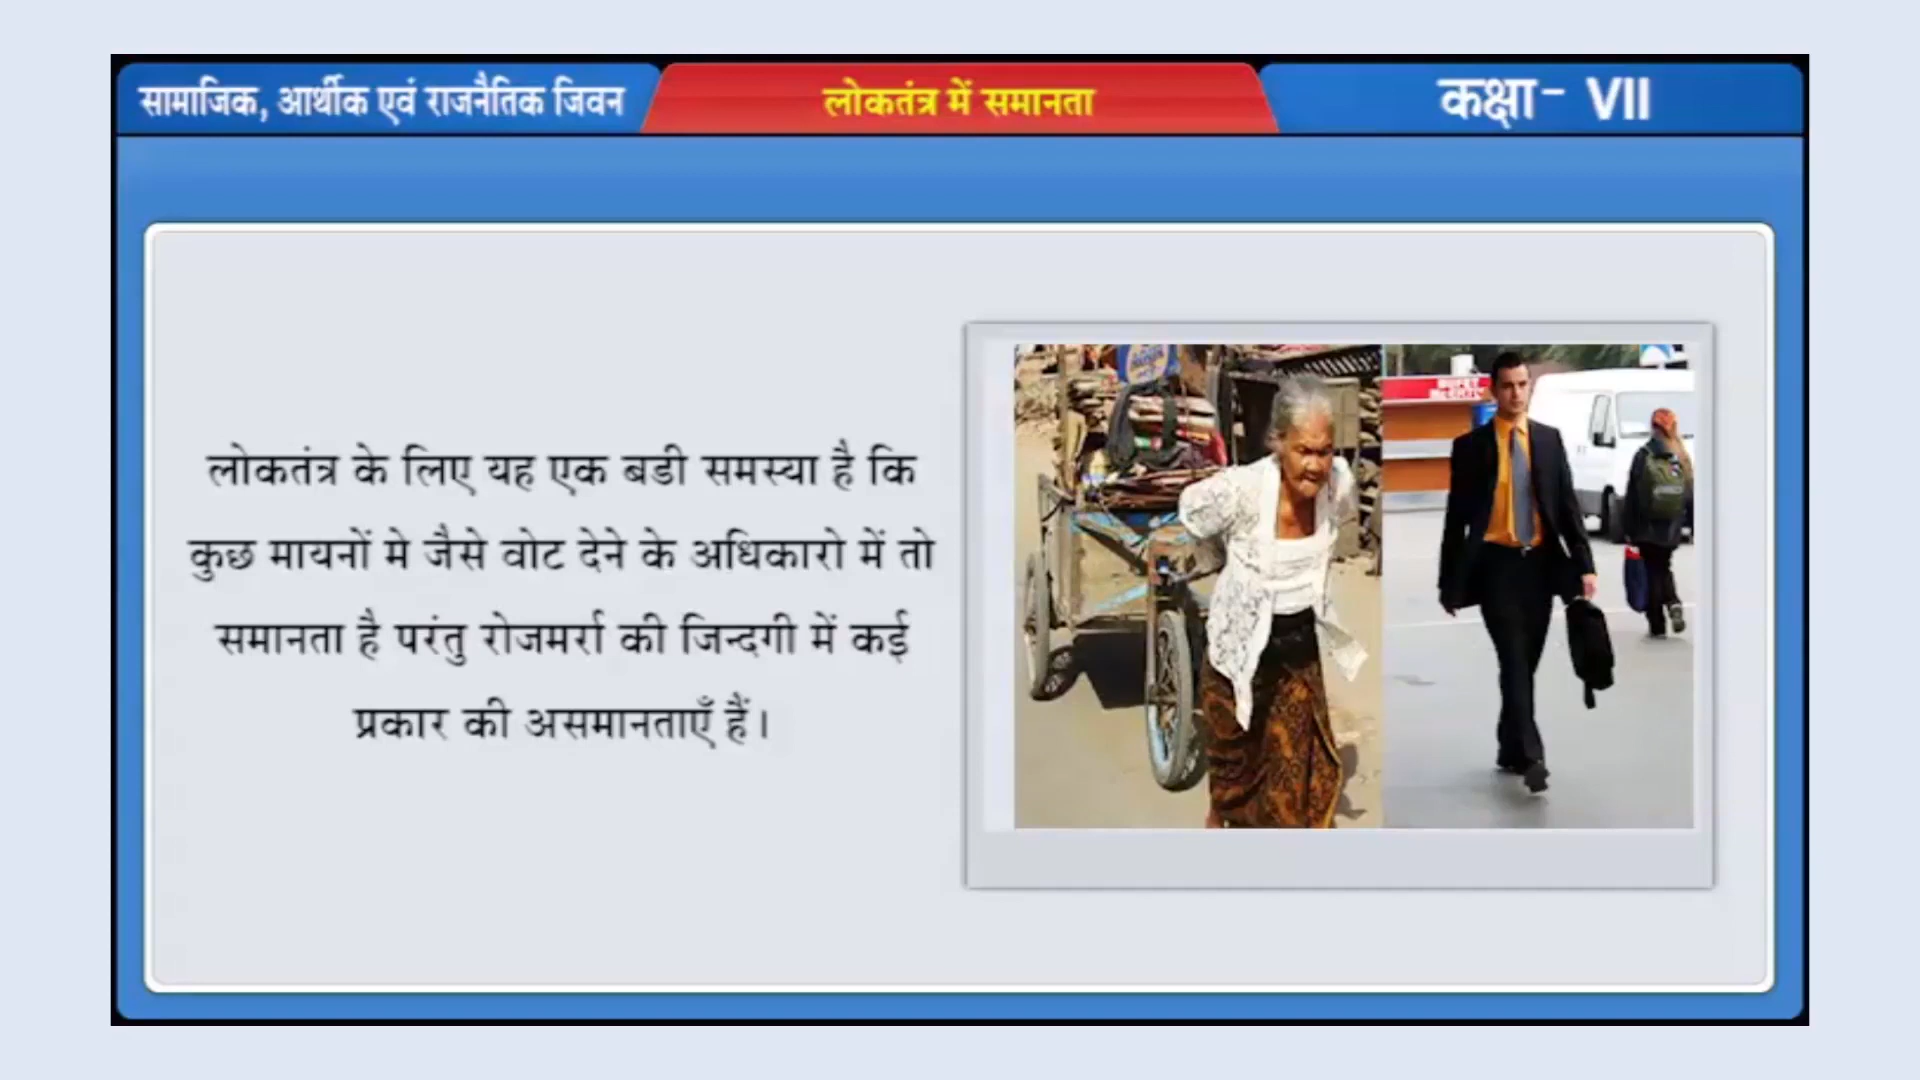 सामाजिक, आर्थीक एवं राजनैतिक जिवन
लोकतंत्र में समानता
कक्षा- VII
लोकतंत्र के लिए यह एक बडी समस्या है कि
कुछ मायनों मे जैसे वोट देने के अधिकारो में तो
समानता है परंतु रोजमर्रा की जिन्दगी में कई
प्रकार की असमानताएँ हैं।